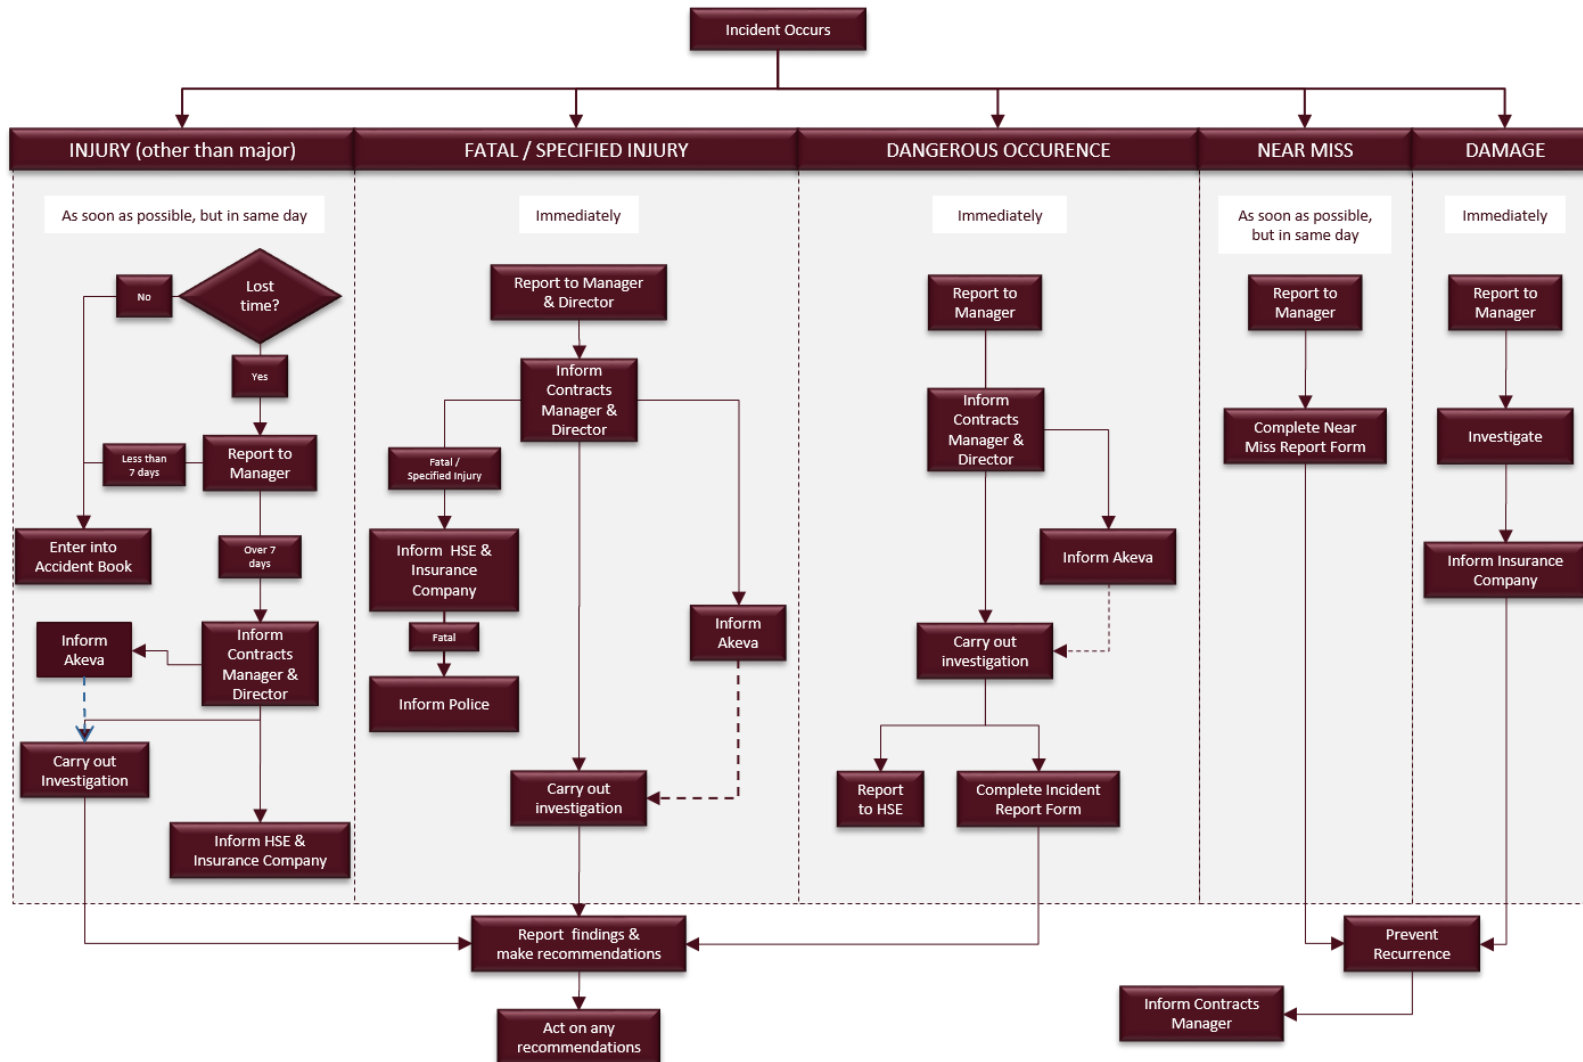 Incident Occurs
INJURY (other than major)
FATAL / SPECIFIED INJURY
DANGEROUS OCCURENCE
NEAR MISS
DAMAGE
As soon as possible, but in same day
Immediately
Immediately
As soon as possible,
but in same day
Immediately
No
Lost
time?
Yes
Less than
7 days
Report to
Manager
Enter into
Accident Book
Over 7
days
Inform
Akeva
Inform
Contracts
Manager &
Director
Carry out
Investigation
Inform HSE &
Insurance Company
Report to Manager
& Director
Inform
Contracts
Manager &
Director
Fatal /
Specified Injury
Inform HSE &
Insurance
Company
Fatal
Inform Police
Inform
Akeva
Carry out
investigation
Report to
Manager
Inform
Contracts
Manager &
Director
Inform Akeva
Carry out
investigation
Report
to HSE
Complete Incident
Report Form
Report to
Manager
Complete Near
Miss Report Form
Report to
Manager
Investigate
Inform Insurance
Company
Report findings &
make recommendations
Act on any
recommendations
Prevent
Recurrence
Inform Contracts
Manager